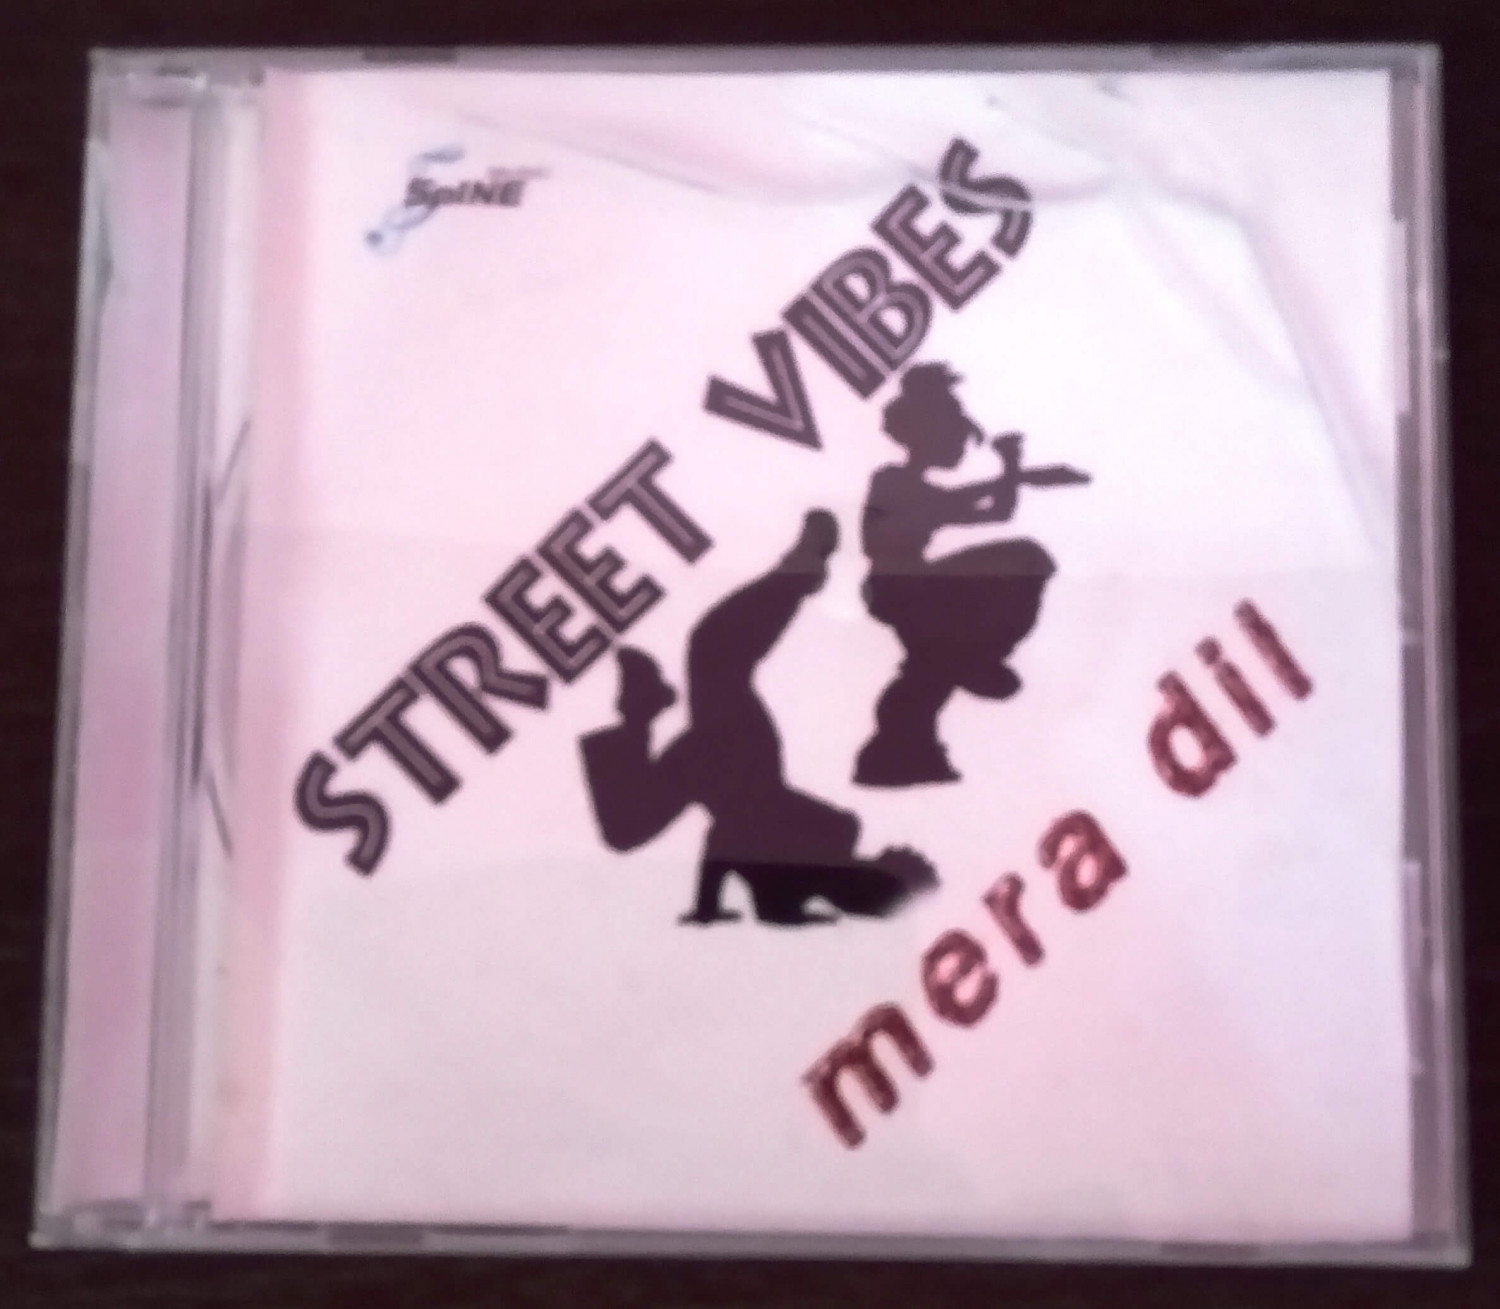 SpINE
STREET VIBES
mera dil